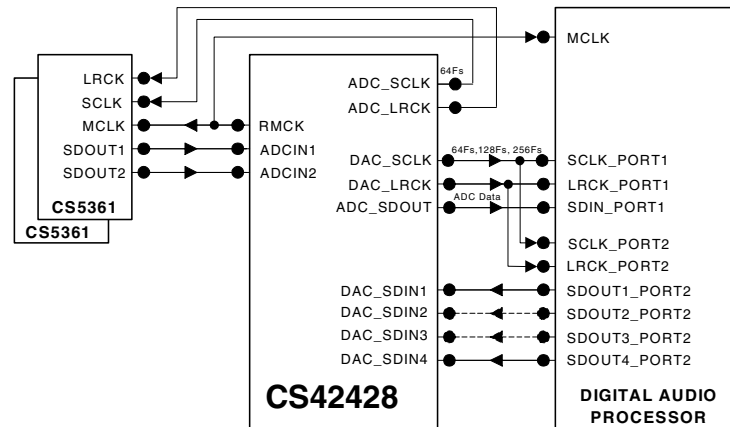 MCLK
LRCK
SCLK
MCLK
SDOUT1
SDOUT2
CS5361
CS5361
64Fs
ADC_SCLK
ADC_LRCK
RMCK
ADCIN1
ADCIN2
DAC_SCLK
DAC_LRCK
ADC_SDOUT
64Fs,128Fs, 256Fs
ADC Data
SCLK_PORT1
LRCK_PORT1
SDIN_PORT1
SCLK_PORT2
LRCK_PORT2
DAC_SDIN1
DAC_SDIN2
DAC_SDIN3
DAC_SDIN4
SDOUT1_PORT2
SDOUT2_PORT2
SDOUT3_PORT2
SDOUT4_PORT2
CS42428
DIGITAL AUDIO
PROCESSOR